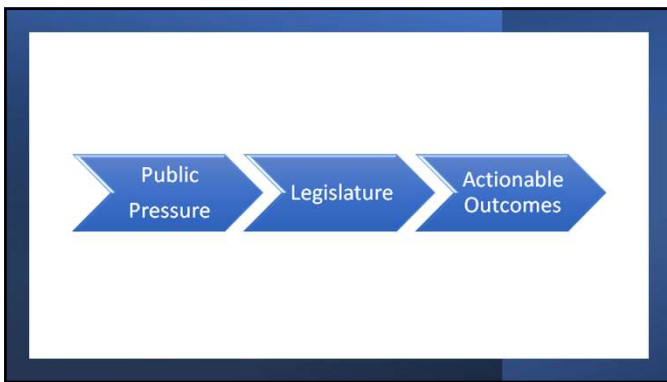 Public
Pressure
Legislature
Actionable
Outcomes